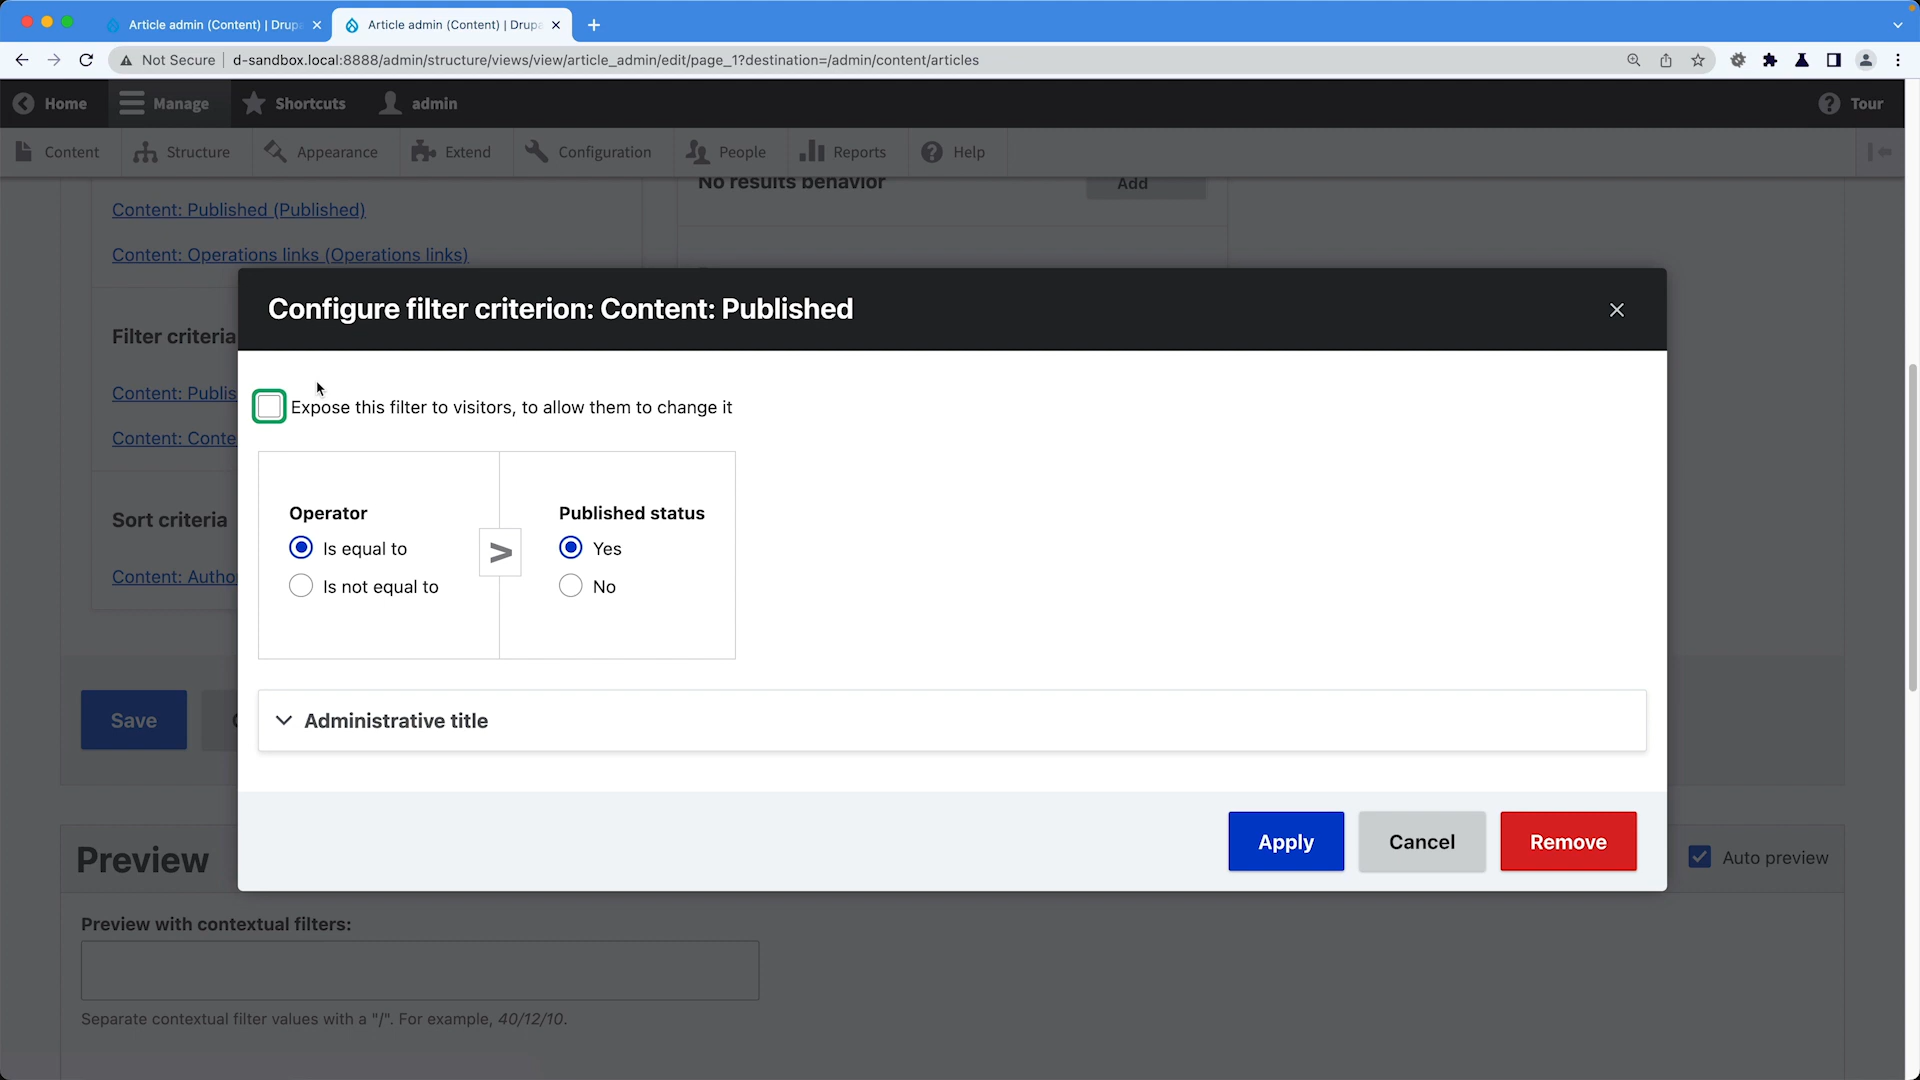 Article admin (Content) | Drupa
Article admin (Content) | Drupa
Not Secure
d-sandbox.local:8888/admin/structure/views/view/article_admin/edit/page_1?destination=/admin/content/articles
Home
Manage
Shortcuts
admin
Tour
Content
Structure
Appearance
Extend
Configuration
People
Reports
Help
No results behavior
Add
Content: Published (Published)
Content: Operations links (Operations links)
Configure filter criterion: Content: Published
Filter criteria
Content: Publis
Expose this filter to visitors, to allow them to change it
Content: Conte
Operator
Published status
Sort criteria
Is equal to
>
Yes
Content: Autho
Is not equal to
No
Save
Administrative title
Apply
Cancel
Remove
Preview
Auto preview
Preview with contextual filters:
Separate contextual filter values with a "/". For example, 40/12/10.